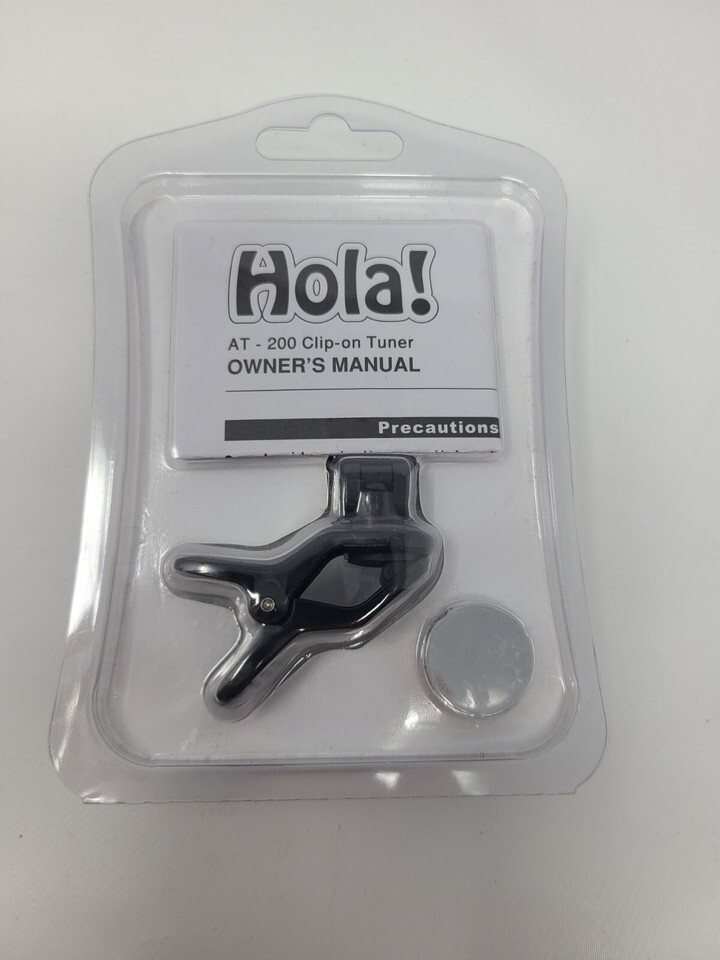 Hola!
AT - 200 Clip-on Tuner
OWNER'S MANUAL
Precautions